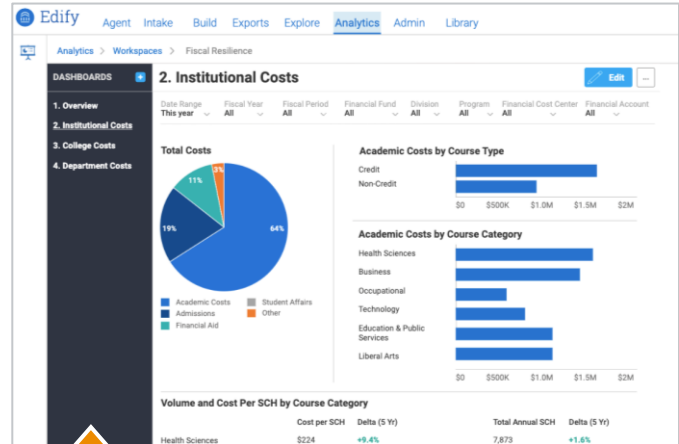 Edify Agent Intake Build Exports Explore Analytics Admin Library
Analytics > Workspaces > Fiscal Resilience
DASHBOARDS
1. Overview
2. Institutional Costs
3. College Costs
4. Department Costs
2. Institutional Costs
Edit
Date Range Fiscal Year Fiscal Period Financial Fund Division Program Financial Cost Center Financial Account
This year All All All All All All All
Total Costs
3%
11%
19%
64%
Academic Costs
Student Affairs
Admissions
Other
Financial Aid
Academic Costs by Course Type
Credit
Non-Credit
$0 $500K $1.0M $1.5M $2M
Academic Costs by Course Category
Health Sciences
Business
Occupational
Technology
Education & Public
Services
Liberal Arts
$0 $500K $1.0M $1.5M $2M
Volume and Cost Per SCH by Course Category
Cost per SCH Delta (5 Yr) Total Annual SCH Delta (5 Yr)
Health Sciences $224 +9.4% 7,873 +1.6%